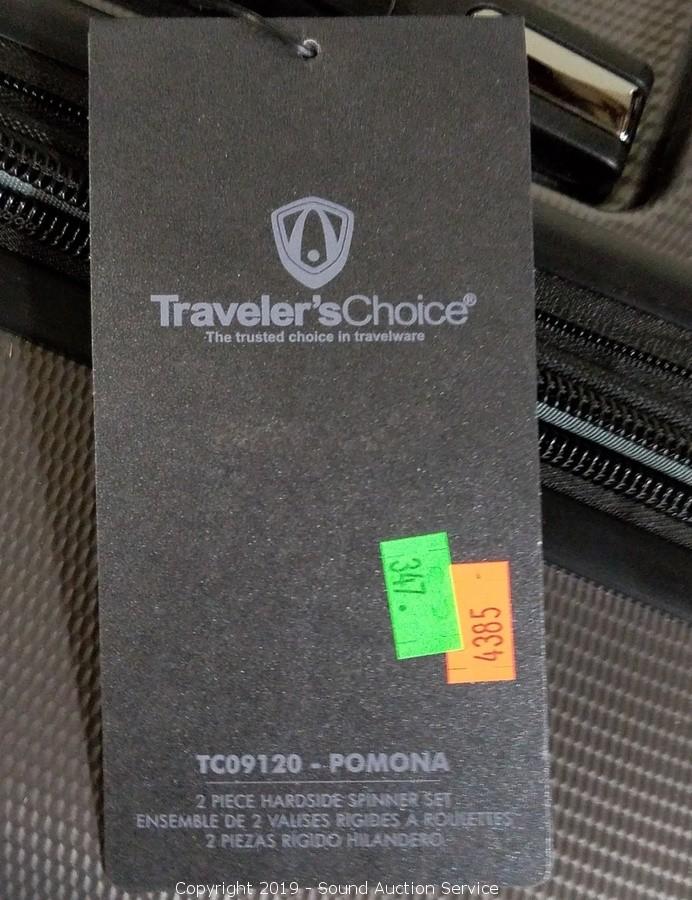 Traveler'sChoice®
The trusted choice in travelware
347.
4385
TC09120 - POMONA
2 PIECE HARDSIDE SPINNER SET
ENSEMBLE DE 2 VALISES RIGIDES À ROULETTES
2 PIEZAS RÍGIDO HILANDERO
Copyright 2019 - Sound Auction Service